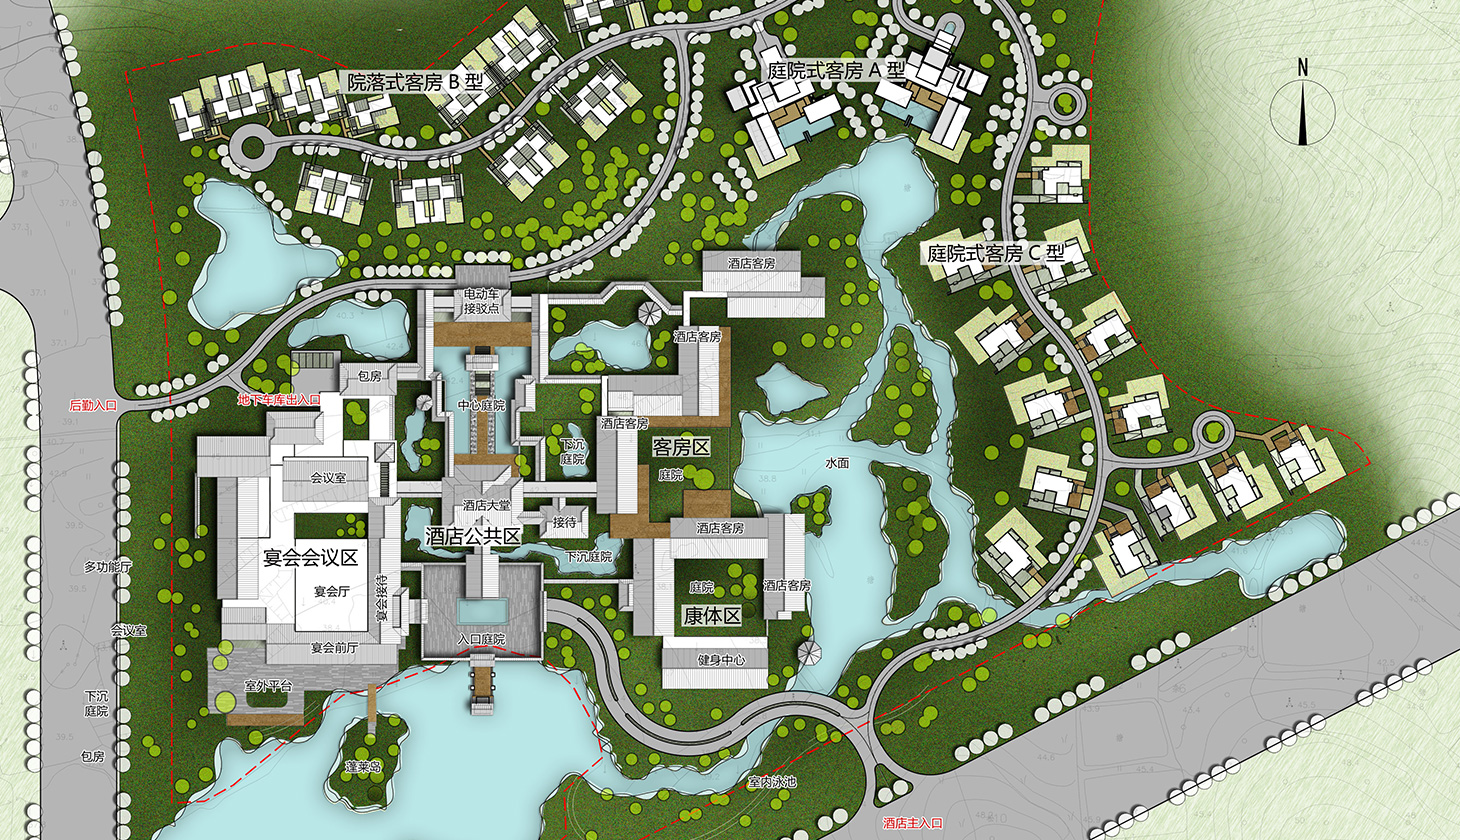 院落式客房 B 型
庭院式客房 A 型
N
庭院式客房 C 型
酒店客房
电动车
接驳点
酒店客房
包房
后勤入口
地下车库出入口
中心庭院
酒店客房
下沉
庭院
客房区
庭院
水面
会议室
酒店大堂
接待
酒店客房
酒店公共区
宴会会议区
下沉庭院
多功能厅
宴会厅
宴会接待
庭院
酒店客房
康体区
会议室
入口庭院
宴会前厅
健身中心
室外平台
下沉
庭院
包房
蓬莱岛
室内泳池
酒店主入口